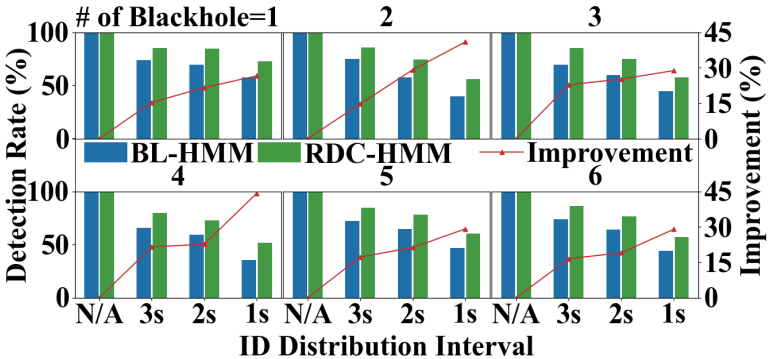 # of Blackhole=1 2 3
100 45
50 30
15
0 0
BL-HMM RDC-HMM Improvement
4 5 6
100 45
50 30
15
0 0
N/A 3s 2s 1s N/A 3s 2s 1s N/A 3s 2s 1s
ID Distribution Interval
Detection Rate (%)
Improvement (%)